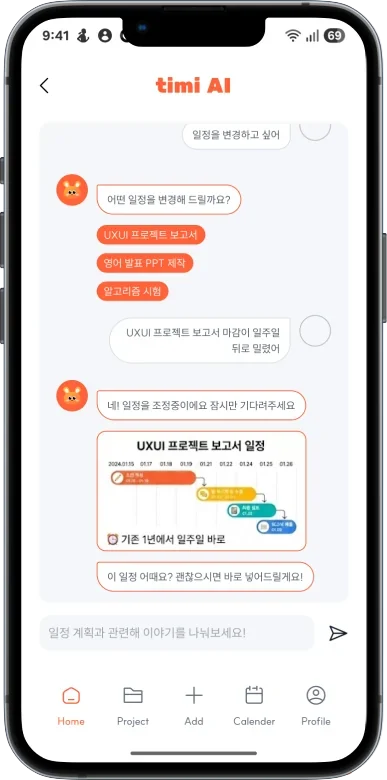 9:41
69
timi AI
일정을 변경하고 싶어
어떤 일정을 변경해 드릴까요?
UXUI 프로젝트 보고서
영어 발표 PPT 제작
알고리즘 시험
UXUI 프로젝트 보고서 마감이 일주일
뒤로 밀렸어
네! 일정을 조정중이에요 잠시만 기다려주세요
UXUI 프로젝트 보고서 일정
2024.01.15 01.17 01.18 01.19 01.21 01.22 01.24 01.25 01.26
기존 1년에서 일주일 바로
이 일정 어때요? 괜찮으시면 바로 넣어드릴게요!
일정 계획과 관련해 이야기를 나눠보세요!
Home
Project
Add
Calender
Profile